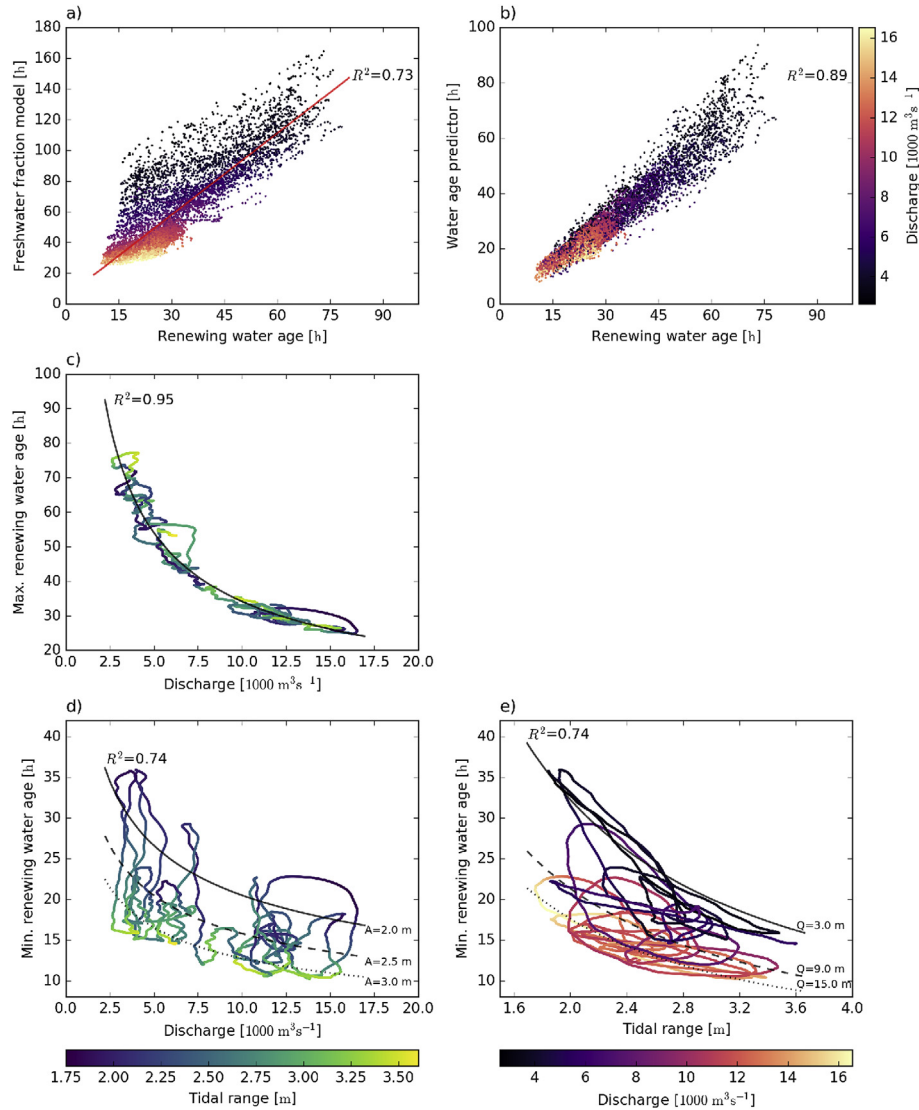 a)
R²=0.73
Freshwater fraction model [h]
180
160
140
120
100
80
60
40
20
0
0 15 30 45 60 75 90
Renewing water age [h]
b)
R²=0.89
Water age predictor [h]
100
80
60
40
20
0
0 15 30 45 60 75 90
Renewing water age [h]
16
14
12
10
8
6
4
Discharge [1000 m³s⁻¹]
c)
R²=0.95
Max. renewing water age [h]
100
90
80
70
60
50
40
30
20
0.0 2.5 5.0 7.5 10.0 12.5 15.0 17.5 20.0
Discharge [1000 m³s⁻¹]
d)
R²=0.74
Min. renewing water age [h]
40
35
30
25
20
15
10
A=2.0 m
A=2.5 m
A=3.0 m
0.0 2.5 5.0 7.5 10.0 12.5 15.0 17.5 20.0
Discharge [1000 m³s⁻¹]
1.75 2.00 2.25 2.50 2.75 3.00 3.25 3.50
Tidal range [m]
e)
R²=0.74
Min. renewing water age [h]
40
35
30
25
20
15
10
Q=3.0 m
Q=9.0 m
Q=15.0 m
1.6 2.0 2.4 2.8 3.2 3.6 4.0
Tidal range [m]
4 6 8 10 12 14 16
Discharge [1000 m³s⁻¹]